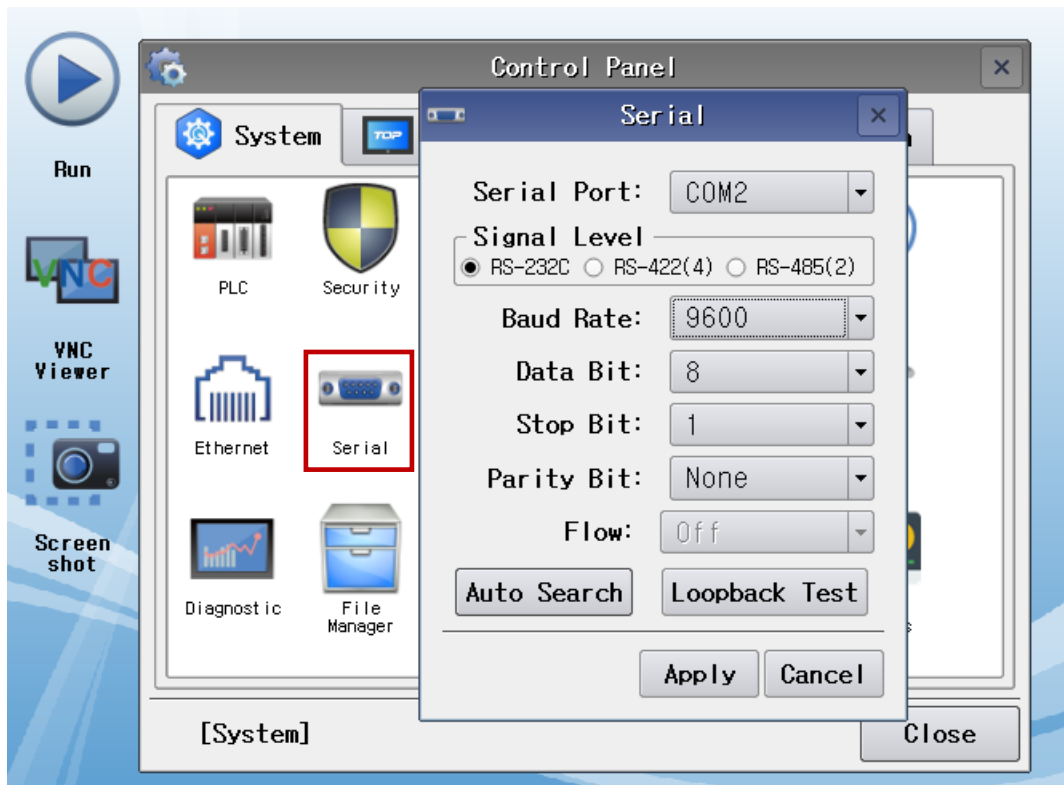 Control Panel
System
TOP
Run
VNC
VNC
Viewer
Screen
shot
PLC
Security
Ethernet
Serial
Diagnostic
File
Manager
Serial
Serial Port: COM2
Signal Level
RS-232C RS-422(4) RS-485(2)
Baud Rate: 9600
Data Bit: 8
Stop Bit: 1
Parity Bit: None
Flow: Off
Auto Search Loopback Test
Apply Cancel
[System]
Close